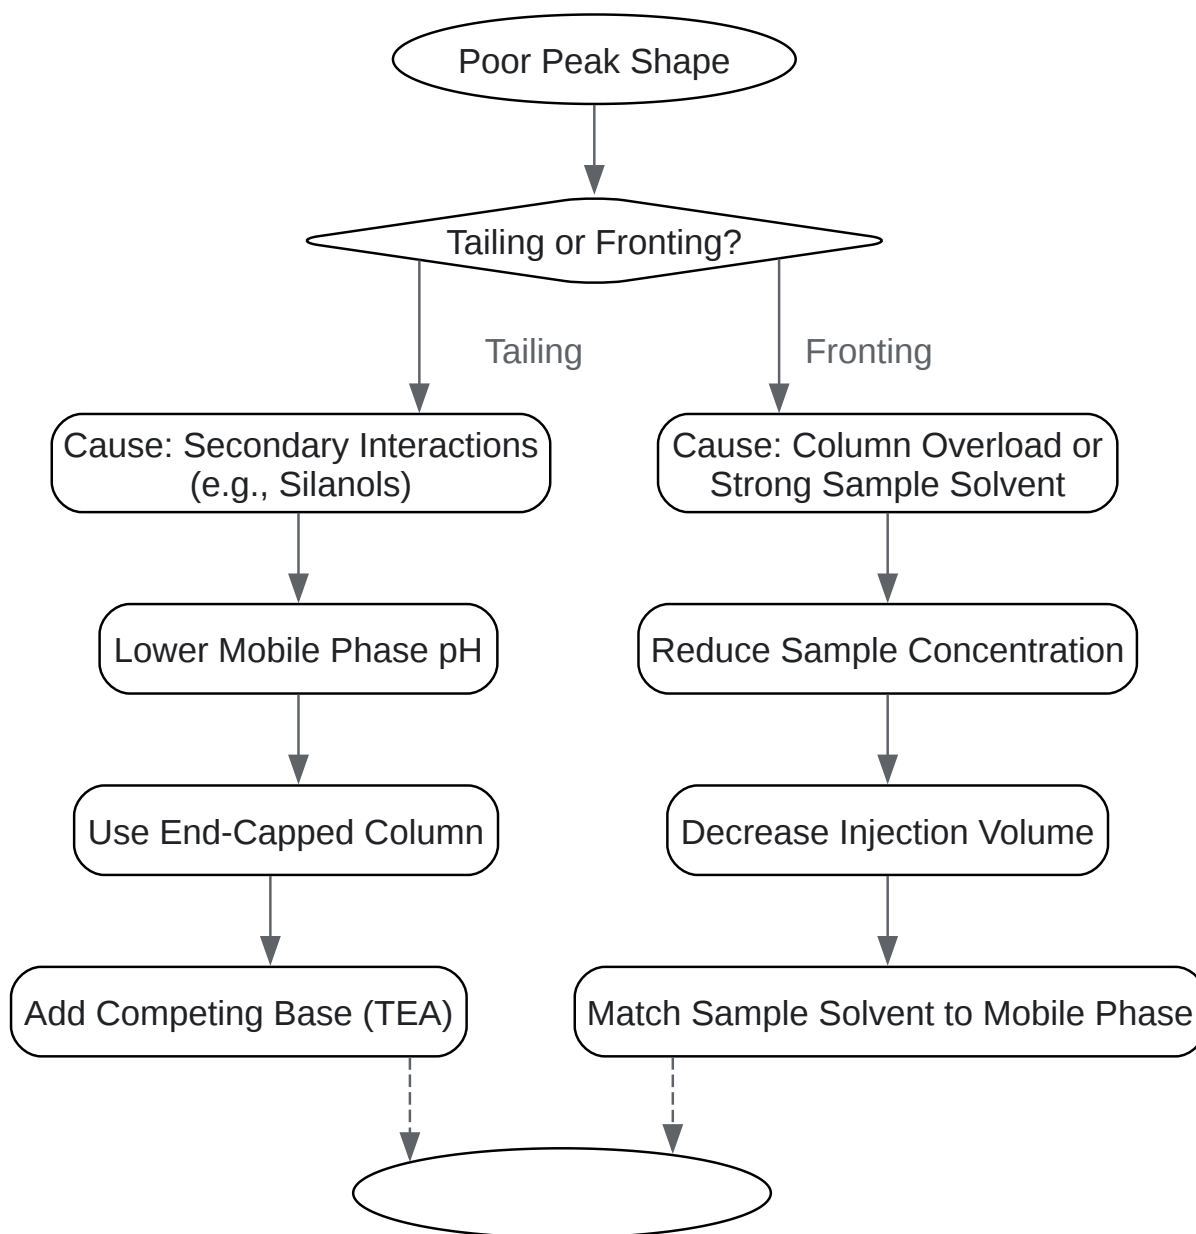 Poor Peak Shape
Tailing or Fronting?
Tailing
Fronting
Cause: Secondary Interactions
(e.g., Silanols)
Cause: Column Overload or
Strong Sample Solvent
Lower Mobile Phase pH
Reduce Sample Concentration
Use End-Capped Column
Decrease Injection Volume
Add Competing Base (TEA)
Match Sample Solvent to Mobile Phase